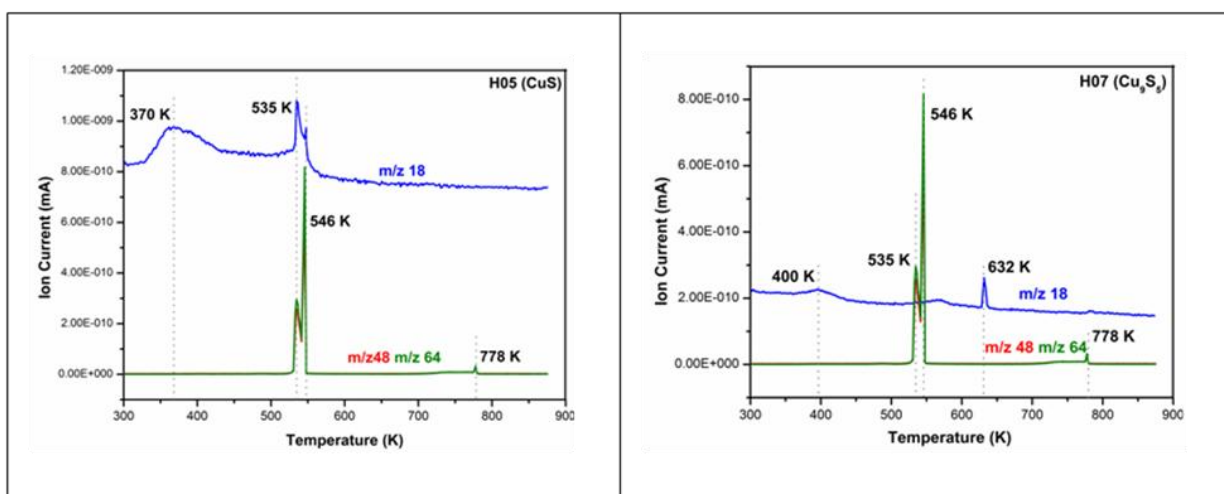 H05 (CuS)
1.20E-009
1.00E-009
8.00E-010
6.00E-010
4.00E-010
2.00E-010
0.00E+000
Ion Current (mA)
370 K
535 K
m/z 18
546 K
m/z48 m/z 64
778 K
300 400 500 600 700 800 900
Temperature (K)
H07 (Cu₉S₅)
8.00E-010
6.00E-010
4.00E-010
2.00E-010
0.00E+000
Ion Current (mA)
546 K
535 K
400 K
632 K
m/z 18
m/z 48 m/z 64
778 K
300 400 500 600 700 800 900
Temperature (K)